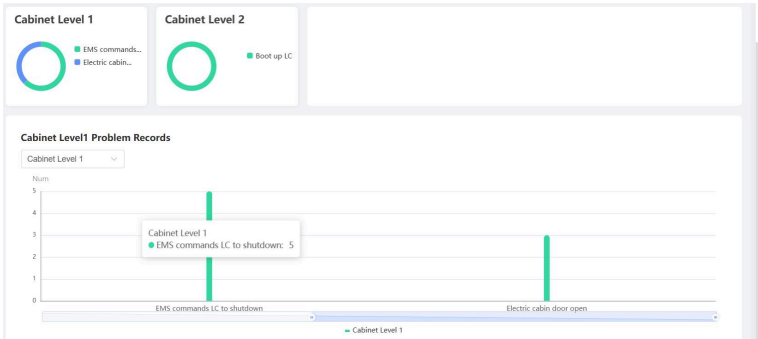 Cabinet Level 1
EMS commands...
Electric cabin...
Cabinet Level 2
Boot up LC
Cabinet Level1 Problem Records
Cabinet Level 1
Num
5
4
3
2
1
0
Cabinet Level 1
EMS commands LC to shutdown: 5
EMS commands LC to shutdown
Electric cabin door open
Cabinet Level 1